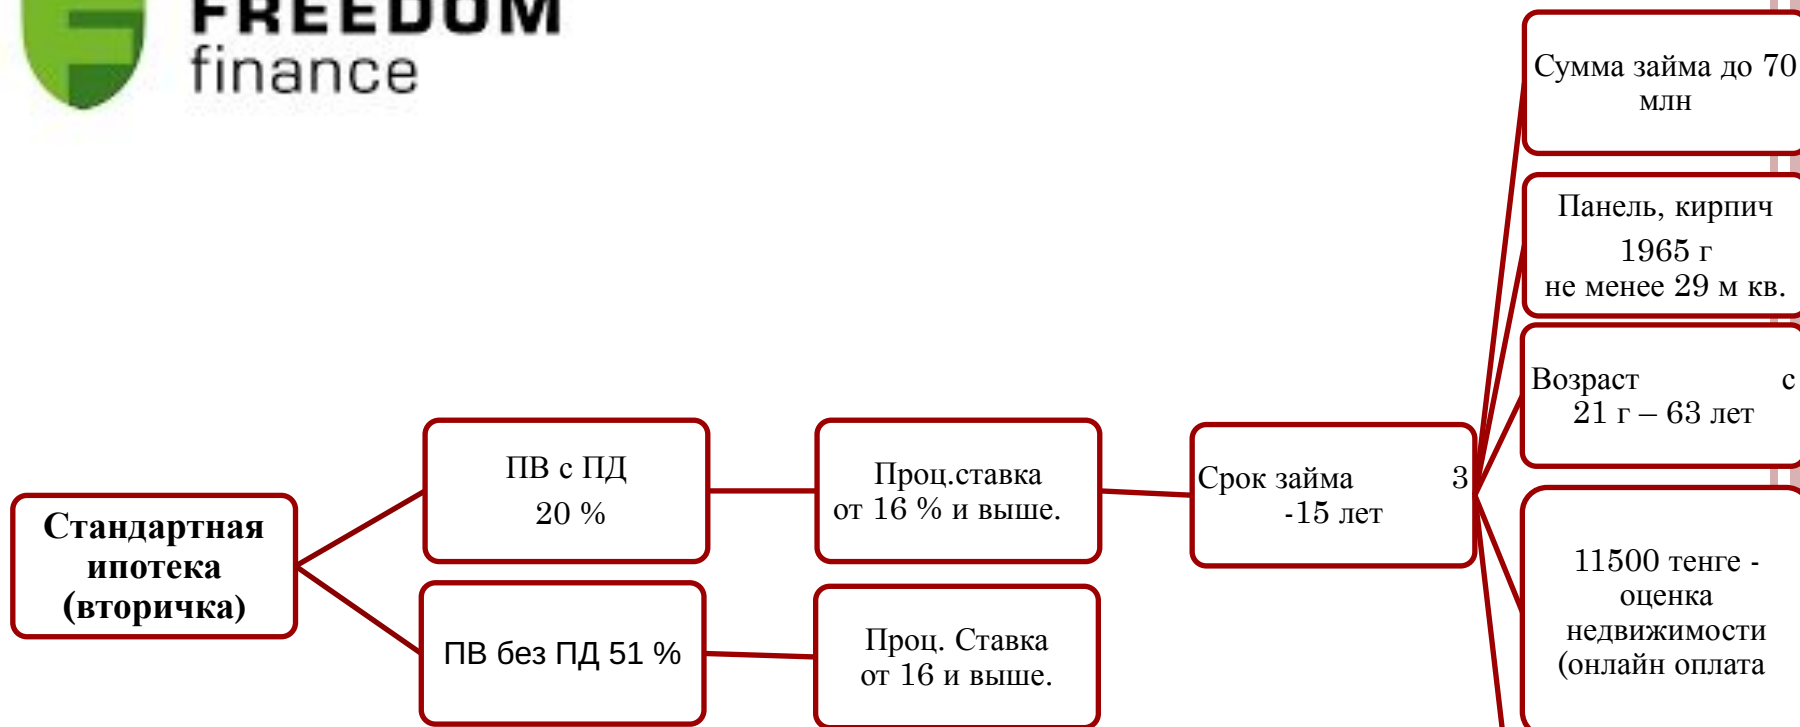 FREEDOM
finance
Сумма займа до 70
млн
Панель, кирпич
1965 г
не менее 29 м кв.
Возраст с
21 г – 63 лет
ПВ с ПД
20 %
Проц.ставка
от 16 % и выше.
Срок займа 3
-15 лет
Стандартная
ипотека
(вторичка)
11500 тенге -
оценка
недвижимости
(онлайн оплата
ПВ без ПД 51 %
Проц. Ставка
от 16 и выше.